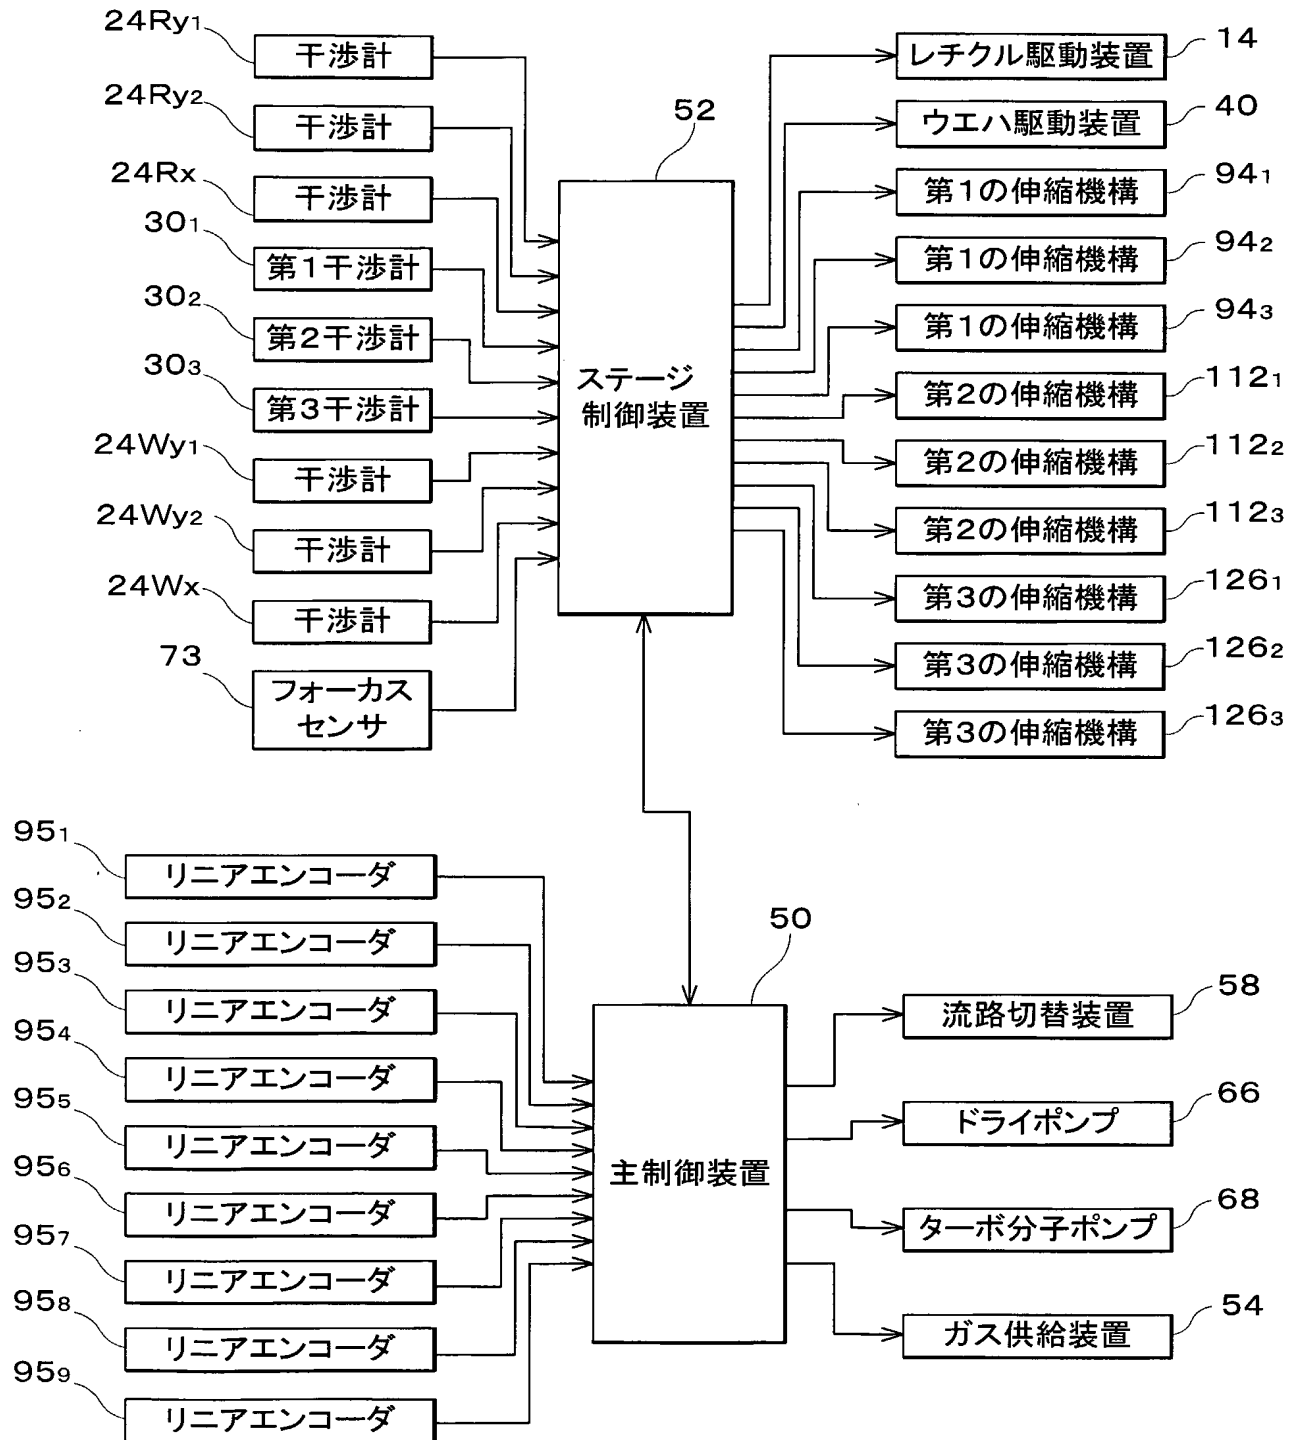 24Ry1
干渉計
24Ry2
干渉計
24Rx
干渉計
301
第1干渉計
302
第2干渉計
303
第3干渉計
24Wy1
干渉計
24Wy2
干渉計
24Wx
干渉計
73
フォーカス
センサ
52
ステージ
制御装置
レチクル駆動装置
14
ウエハ駆動装置
40
第1の伸縮機構
941
第1の伸縮機構
942
第1の伸縮機構
943
第2の伸縮機構
1121
第2の伸縮機構
1122
第2の伸縮機構
1123
第3の伸縮機構
1261
第3の伸縮機構
1262
第3の伸縮機構
1263
951
リニアエンコーダ
952
リニアエンコーダ
953
リニアエンコーダ
954
リニアエンコーダ
955
リニアエンコーダ
956
リニアエンコーダ
957
リニアエンコーダ
958
リニアエンコーダ
959
リニアエンコーダ
50
主制御装置
流路切替装置
58
ドライポンプ
66
ターボ分子ポンプ
68
ガス供給装置
54